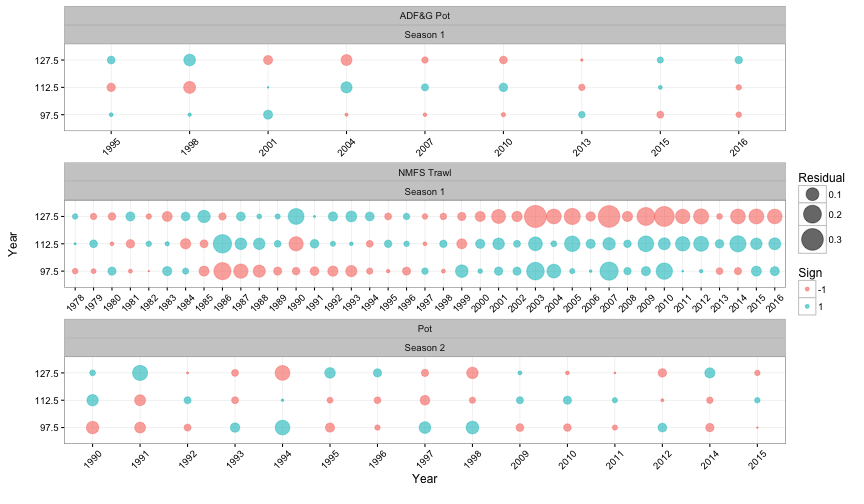 ADF&G Pot
Season 1
127.5
112.5
97.5
1995 1998 2001 2004 2007 2010 2013 2015 2016
NMFS Trawl
Season 1
127.5
112.5
97.5
1978 1979 1980 1981 1982 1983 1984 1985 1986 1987 1988 1989 1990 1991 1992 1993 1994 1995 1996 1997 1998 1999 2000 2001 2002 2003 2004 2005 2006 2007 2008 2009 2010 2011 2012 2013 2014 2015 2016
Pot
Season 2
127.5
112.5
97.5
1990 1991 1992 1993 1994 1995 1996 1997 1998 2009 2010 2011 2012 2014 2015
Year
Year
Residual
0.1
0.2
0.3
Sign
-1
1